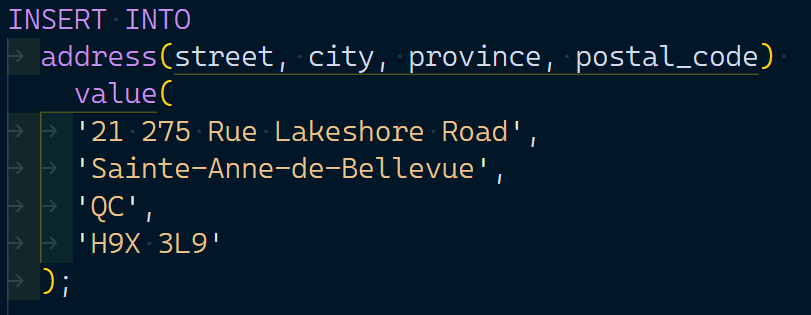 INSERT INTO
address(street, city, province, postal_code)
value(
'21 275 Rue Lakeshore Road',
'Sainte-Anne-de-Bellevue',
'QC',
'H9X 3L9'
);